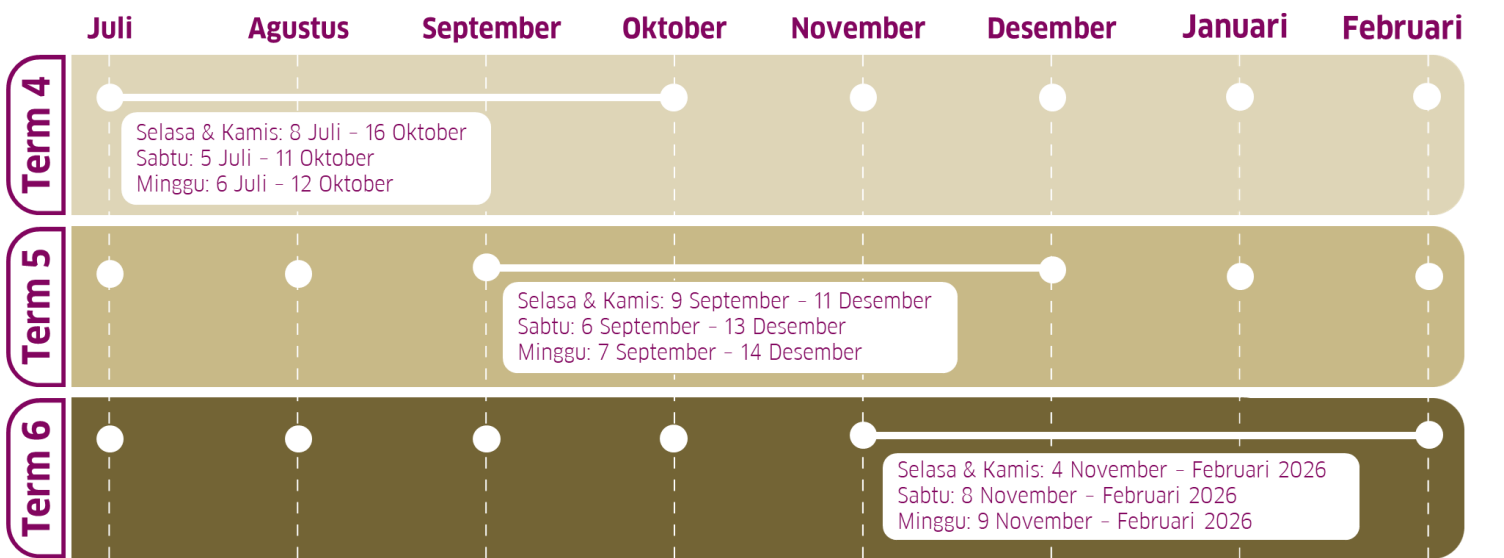 Juli Agustus September Oktober November Desember Januari Februari
Term 4
Selasa & Kamis: 8 Juli - 16 Oktober
Sabtu: 5 Juli - 11 Oktober
Minggu: 6 Juli - 12 Oktober
Term 5
Selasa & Kamis: 9 September - 11 Desember
Sabtu: 6 September - 13 Desember
Minggu: 7 September - 14 Desember
Term 6
Selasa & Kamis: 4 November - Februari 2026
Sabtu: 8 November - Februari 2026
Minggu: 9 November - Februari 2026